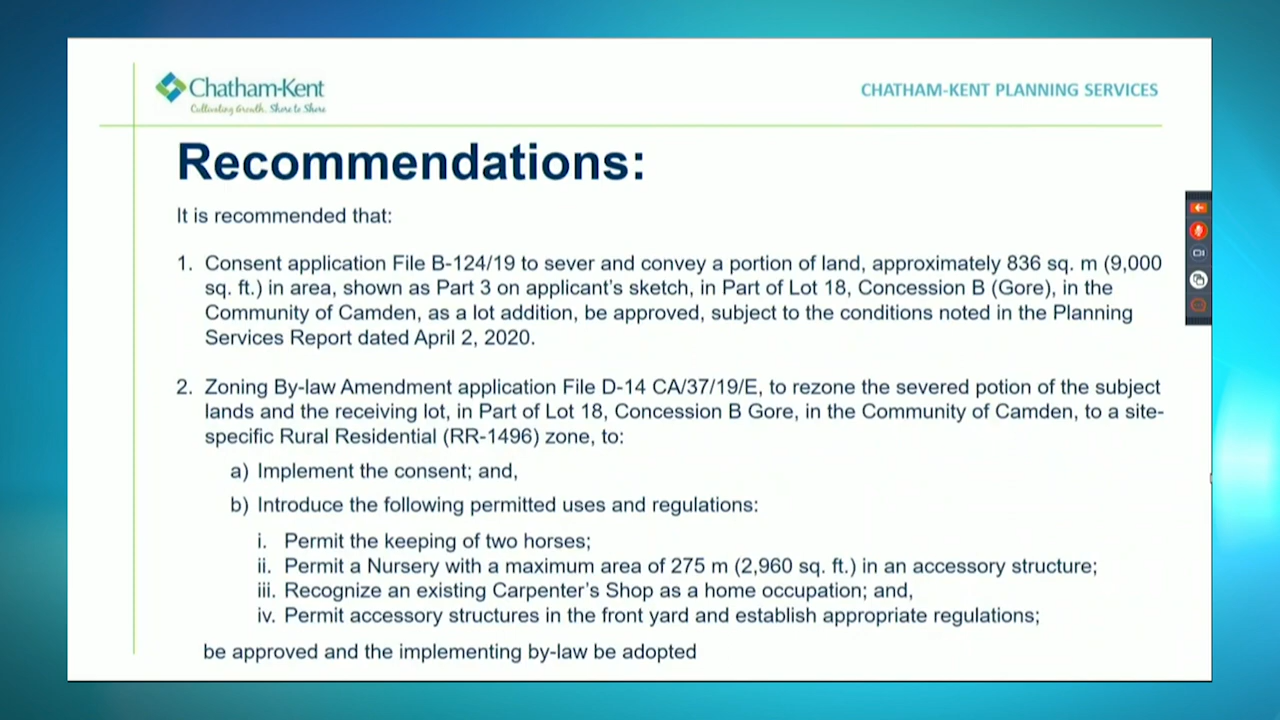 Chatham-Kent
Cultivating Growth, Shore to Shore
CHATHAM-KENT PLANNING SERVICES
Recommendations:
It is recommended that:
1. Consent application File B-124/19 to sever and convey a portion of land, approximately 836 sq. m (9,000
sq. ft.) in area, shown as Part 3 on applicant's sketch, in Part of Lot 18, Concession B (Gore), in the
Community of Camden, as a lot addition, be approved, subject to the conditions noted in the Planning
Services Report dated April 2, 2020.
2. Zoning By-law Amendment application File D-14 CA/37/19/E, to rezone the severed potion of the subject
lands and the receiving lot, in Part of Lot 18, Concession B Gore, in the Community of Camden, to a site-
specific Rural Residential (RR-1496) zone, to:
a) Implement the consent; and,
b) Introduce the following permitted uses and regulations:
i. Permit the keeping of two horses;
ii. Permit a Nursery with a maximum area of 275 m (2,960 sq. ft.) in an accessory structure;
iii. Recognize an existing Carpenter's Shop as a home occupation; and,
iv. Permit accessory structures in the front yard and establish appropriate regulations;
be approved and the implementing by-law be adopted